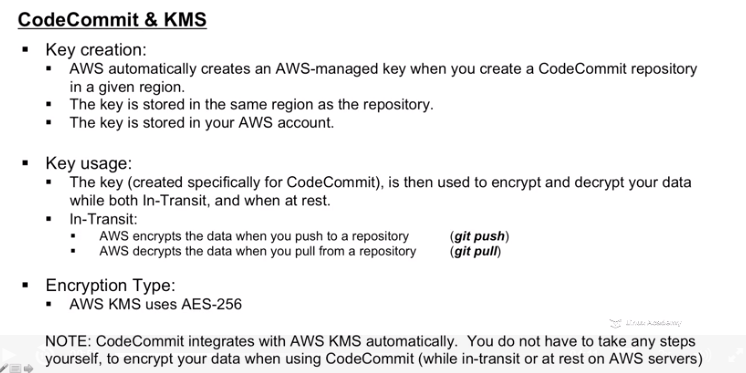 CodeCommit & KMS
▪ Key creation:
▪ AWS automatically creates an AWS-managed key when you create a CodeCommit repository
in a given region.
▪ The key is stored in the same region as the repository.
▪ The key is stored in your AWS account.
▪ Key usage:
▪ The key (created specifically for CodeCommit), is then used to encrypt and decrypt your data
while both In-Transit, and when at rest.
▪ In-Transit:
▪ AWS encrypts the data when you push to a repository (git push)
▪ AWS decrypts the data when you pull from a repository (git pull)
▪ Encryption Type:
▪ AWS KMS uses AES-256
Linux Academy
NOTE: CodeCommit integrates with AWS KMS automatically. You do not have to take any steps
yourself, to encrypt your data when using CodeCommit (while in-transit or at rest on AWS servers)